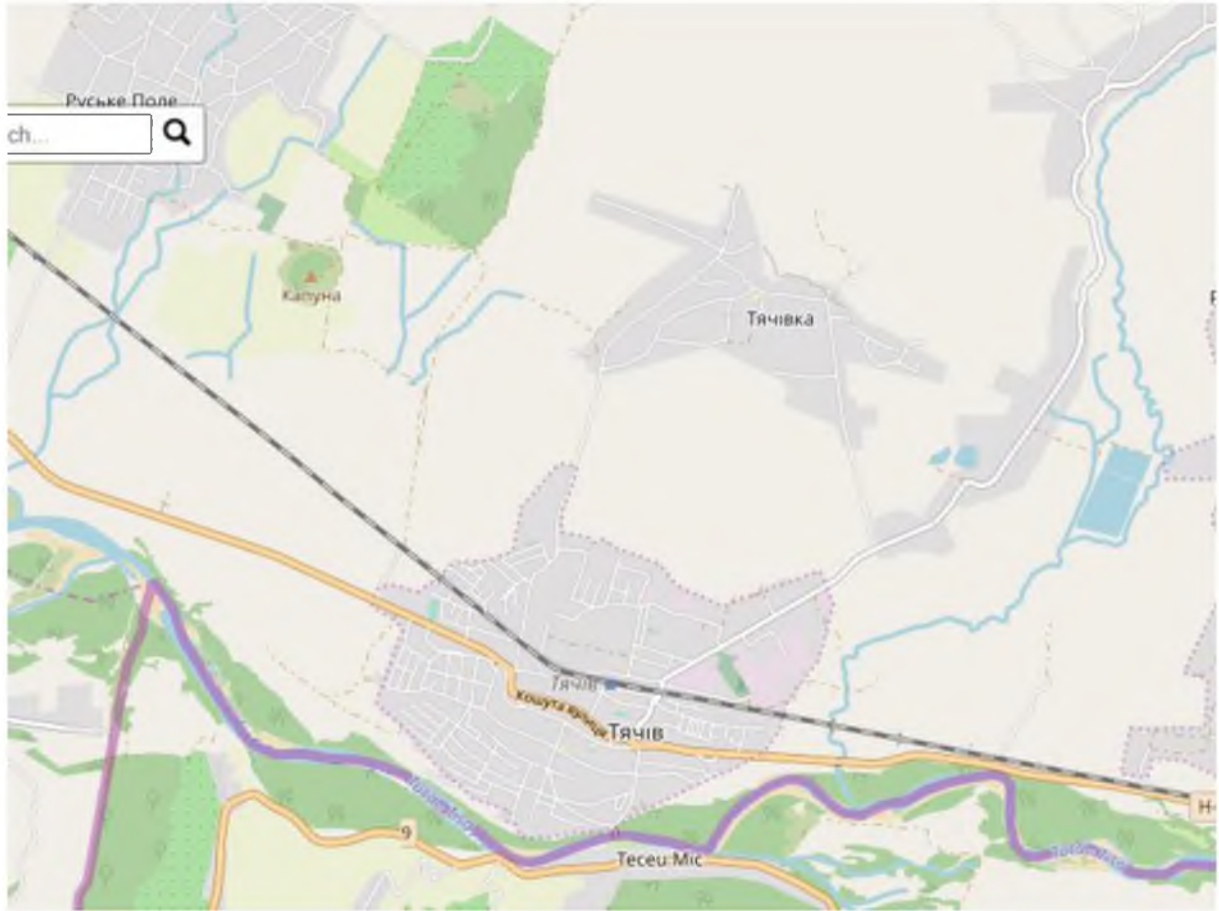 Руське Поле
ch...
Капуна
Тячівка
Тячів
Кошута вулиця
Тячів
9
Тесеu Міс